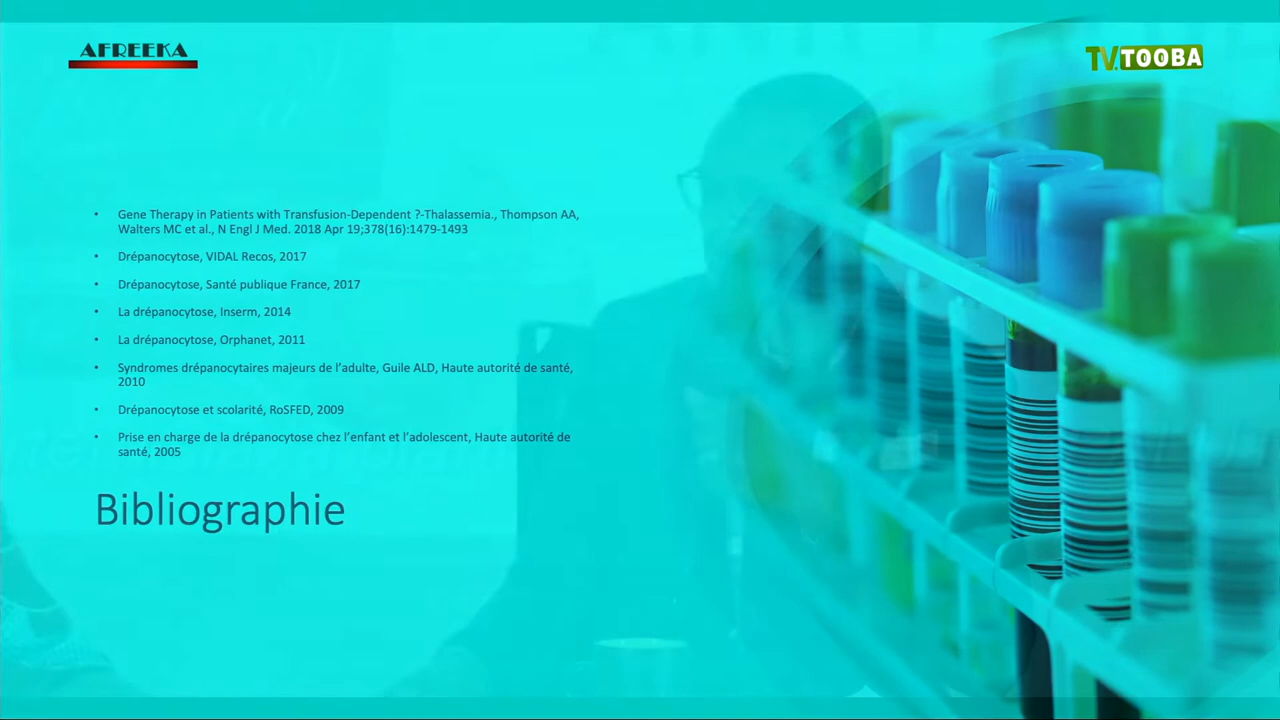 AFREEKA
TV.TOOBA
• Gene Therapy in Patients with Transfusion-Dependent ?-Thalassemia., Thompson AA,
Walters MC et al., N Engl J Med. 2018 Apr 19;378(16):1479-1493
• Drépanocytose, VIDAL Recos, 2017
• Drépanocytose, Santé publique France, 2017
• La drépanocytose, Inserm, 2014
• La drépanocytose, Orphanet, 2011
• Syndromes drépanocytaires majeurs de l’adulte, Guile ALD, Haute autorité de santé,
2010
• Drépanocytose et scolarité, RoSFED, 2009
• Prise en charge de la drépanocytose chez l’enfant et l’adolescent, Haute autorité de
santé, 2005
Bibliographie